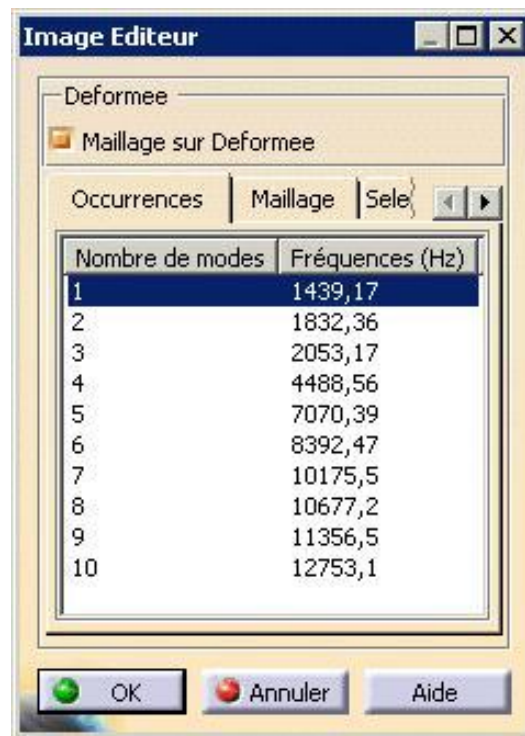 Image Editeur
Deformee
Maillage sur Deformee
Occurrences Maillage Sele
Nombre de modes Fréquences (Hz)
1 1439,17
2 1832,36
3 2053,17
4 4488,56
5 7070,39
6 8392,47
7 10175,5
8 10677,2
9 11356,5
10 12753,1
OK Annuler Aide